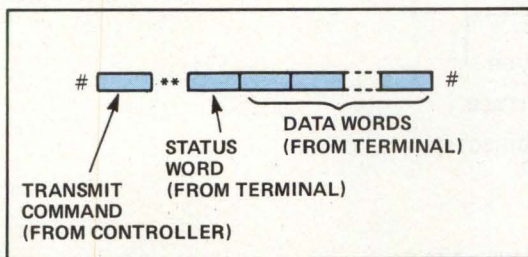 # ** #
DATA WORDS
(FROM TERMINAL)
STATUS
WORD
(FROM TERMINAL)
TRANSMIT
COMMAND
(FROM CONTROLLER)